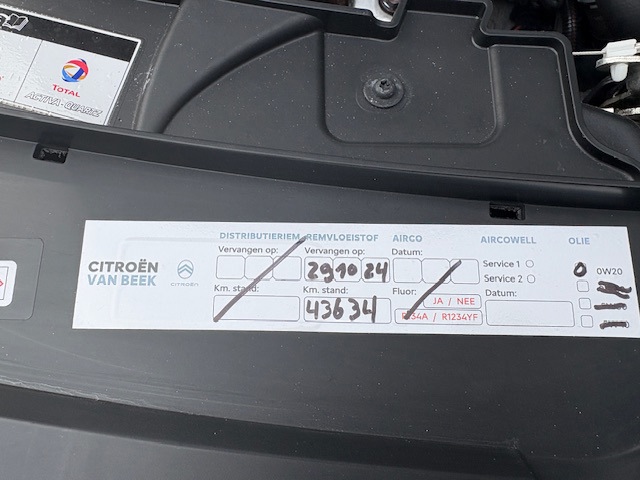 TOTAL
ACTIVA - QUARTZ
CITROËN
VAN BEEK
CITROËN
DISTRIBUTIERIEM
Vervangen op:
Km. stand:
REMVLOEISTOF
Vervangen op:
29 10 24
Km. stand:
43634
AIRCO
Datum:
Fluor:
JA / NEE
R134A / R1234YF
AIRCOWELL
Service 1
Service 2
Datum:
OLIE
0W20